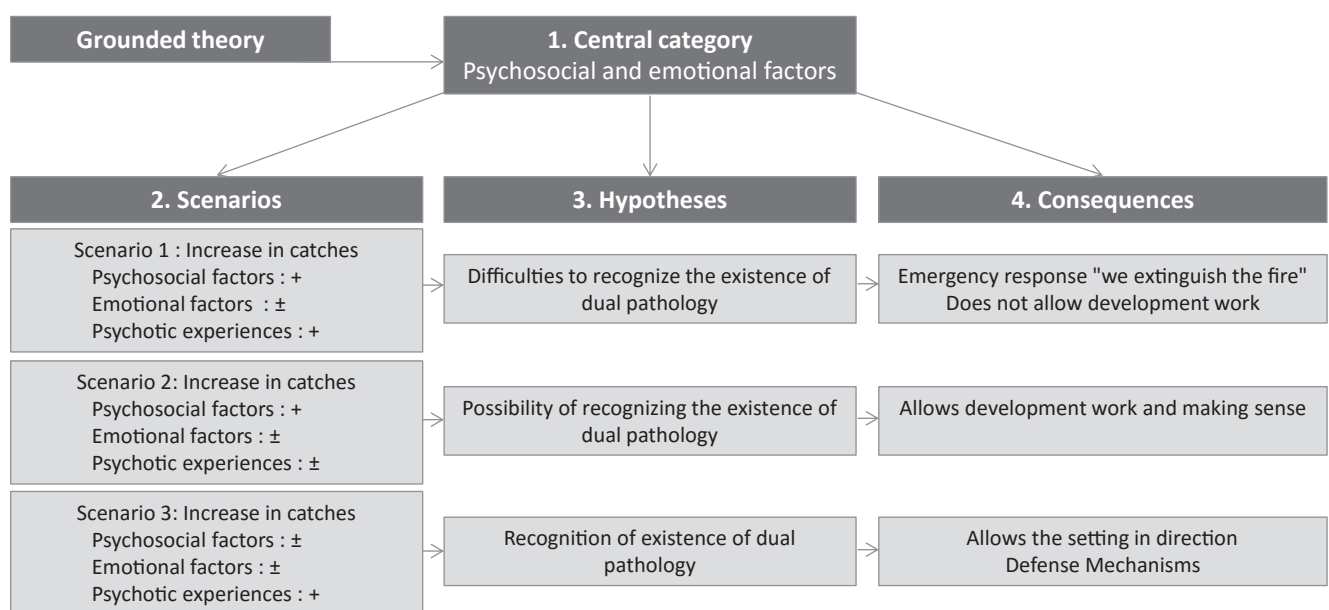 Grounded theory
1. Central category
Psychosocial and emotional factors
2. Scenarios
3. Hypotheses
4. Consequences
Scenario 1 : Increase in catches
Psychosocial factors : +
Emotional factors : ±
Psychotic experiences : +
Difficulties to recognize the existence of
dual pathology
Emergency response "we extinguish the fire"
Does not allow development work
Scenario 2: Increase in catches
Psychosocial factors : +
Emotional factors : ±
Psychotic experiences : ±
Possibility of recognizing the existence of
dual pathology
Allows development work and making sense
Scenario 3: Increase in catches
Psychosocial factors : ±
Emotional factors : ±
Psychotic experiences : +
Recognition of existence of dual
pathology
Allows the setting in direction
Defense Mechanisms